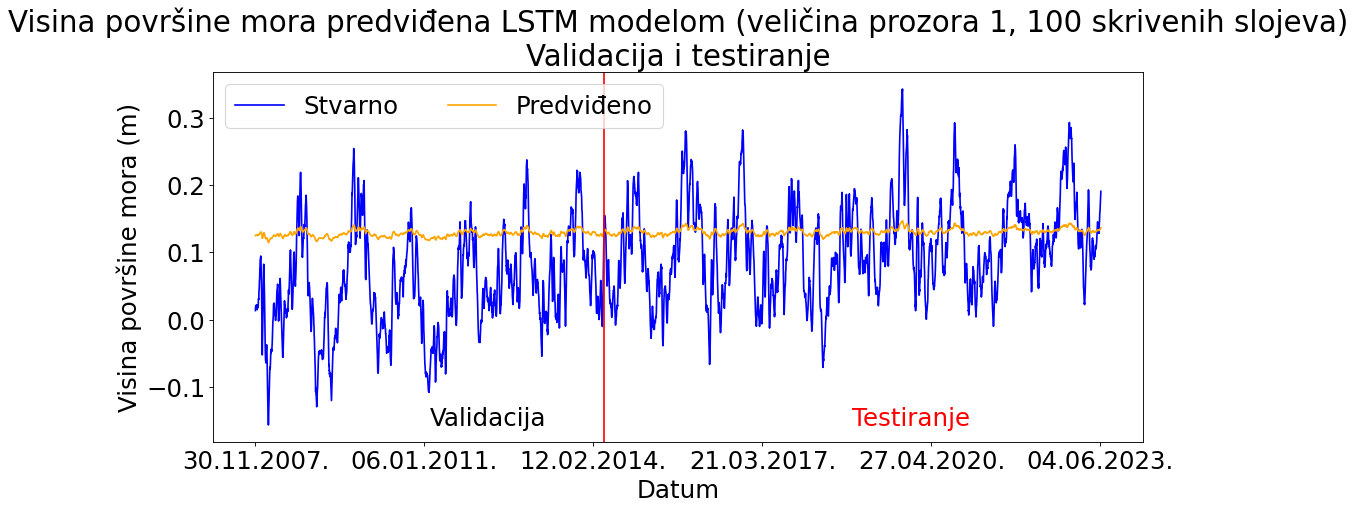 Visina površine mora predviđena LSTM modelom (veličina prozora 1, 100 skrivenih slojeva)
Validacija i testiranje
Stvarno Predviđeno
Visina površine mora (m)
0.3
0.2
0.1
0.0
−0.1
Validacija Testiranje
30.11.2007. 06.01.2011. 12.02.2014. 21.03.2017. 27.04.2020. 04.06.2023.
Datum